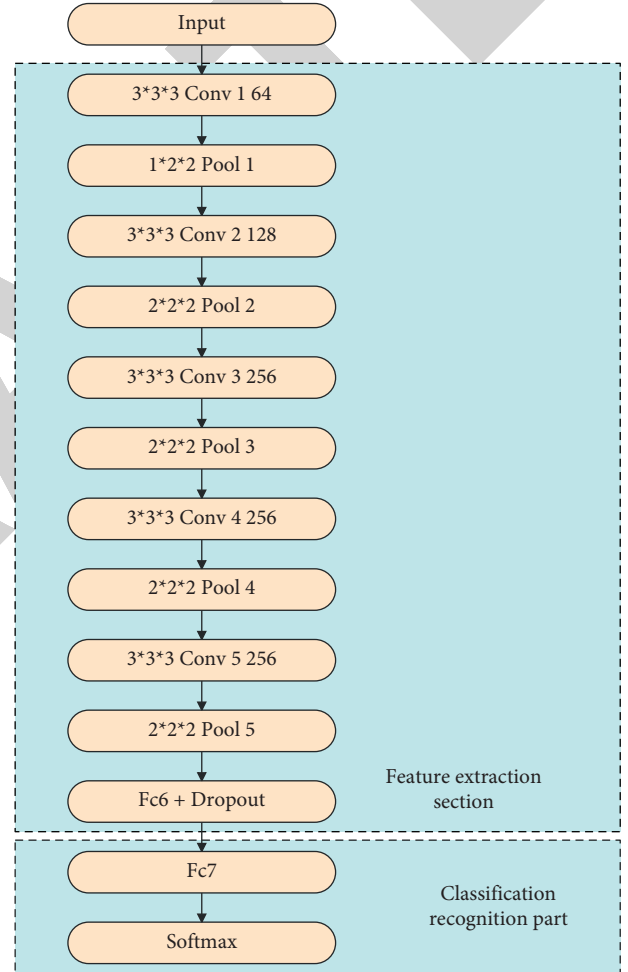 Input
3*3*3 Conv 1 64
1*2*2 Pool 1
3*3*3 Conv 2 128
2*2*2 Pool 2
3*3*3 Conv 3 256
2*2*2 Pool 3
3*3*3 Conv 4 256
2*2*2 Pool 4
3*3*3 Conv 5 256
2*2*2 Pool 5
Fc6 + Dropout
Feature extraction
section
Fc7
Softmax
Classification
recognition part